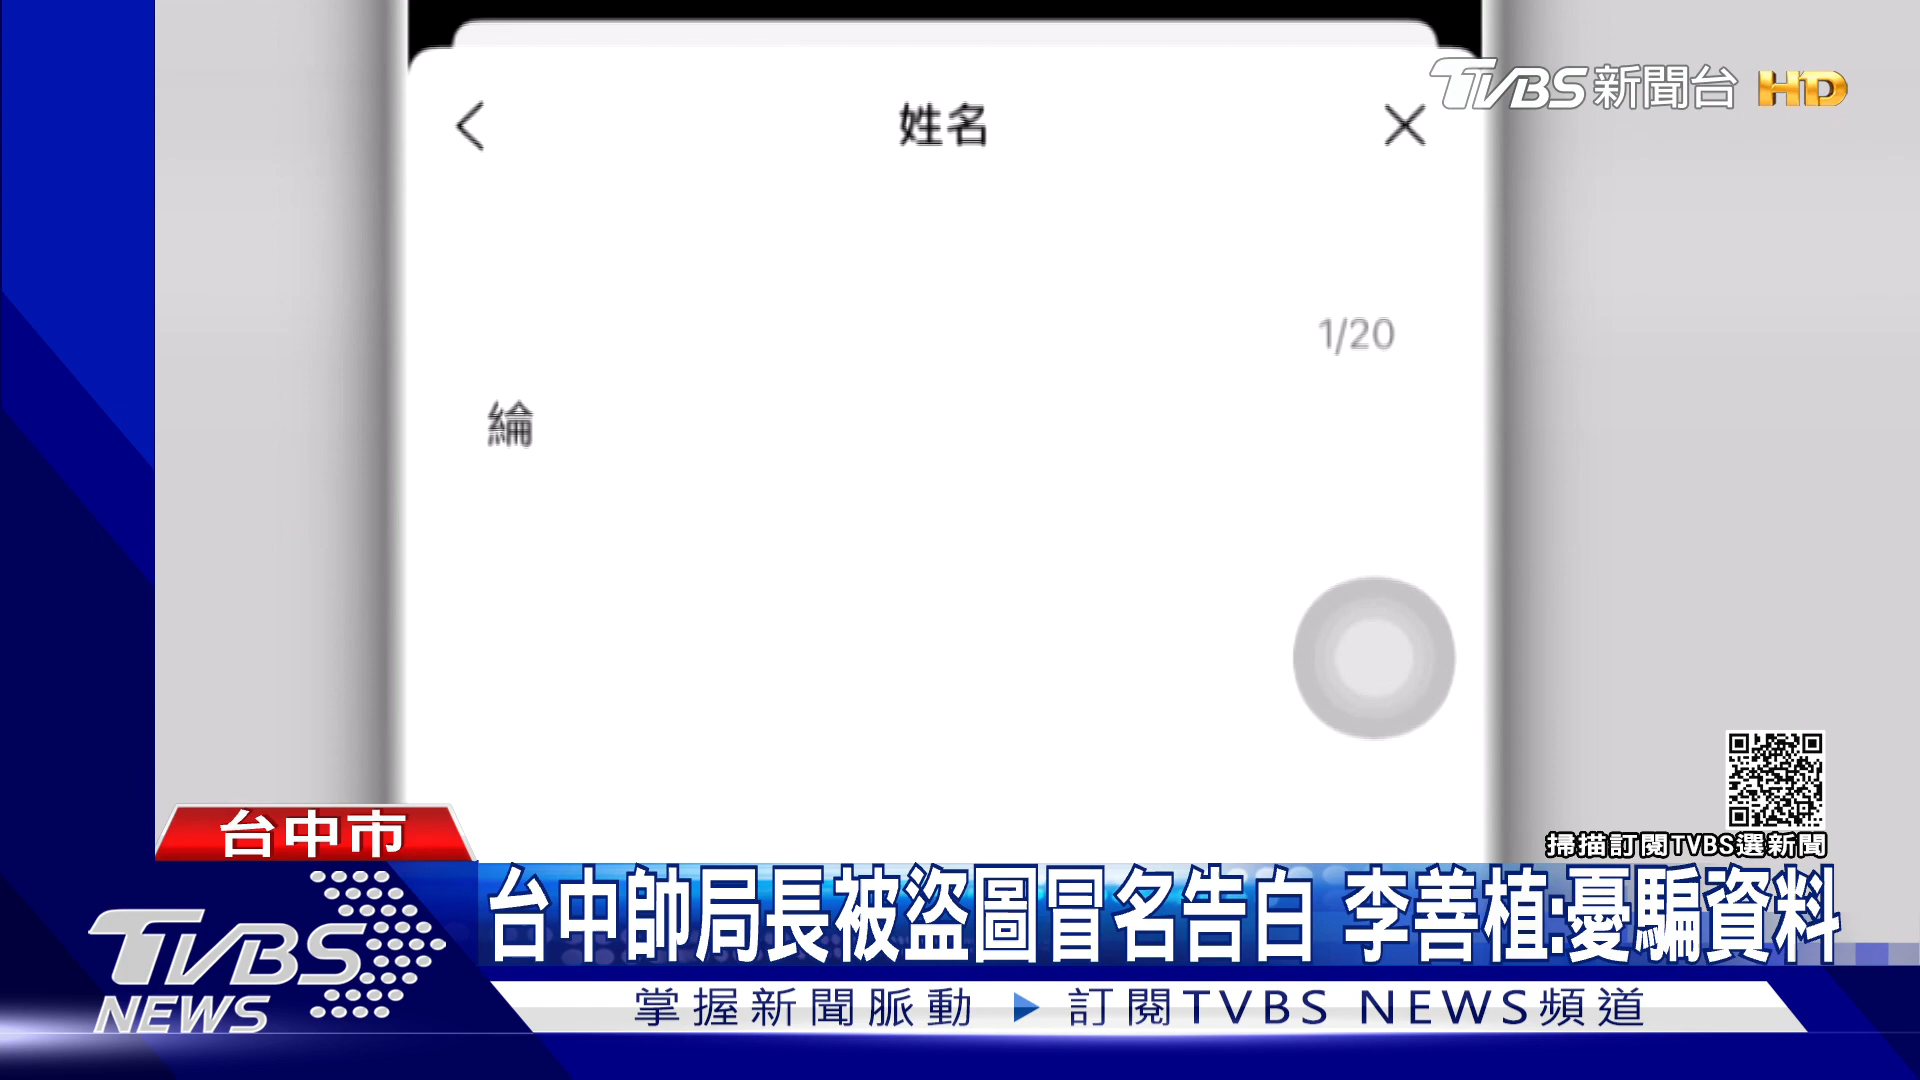 姓名
TVBS新聞台 HD
1/20
綸
掃描訂閱TVBS選新聞
台中市
台中帥局長被盜圖冒名告白 李善植:憂騙資料
TVBS
NEWS
掌握新聞脈動 ▶ 訂閱TVBS NEWS頻道